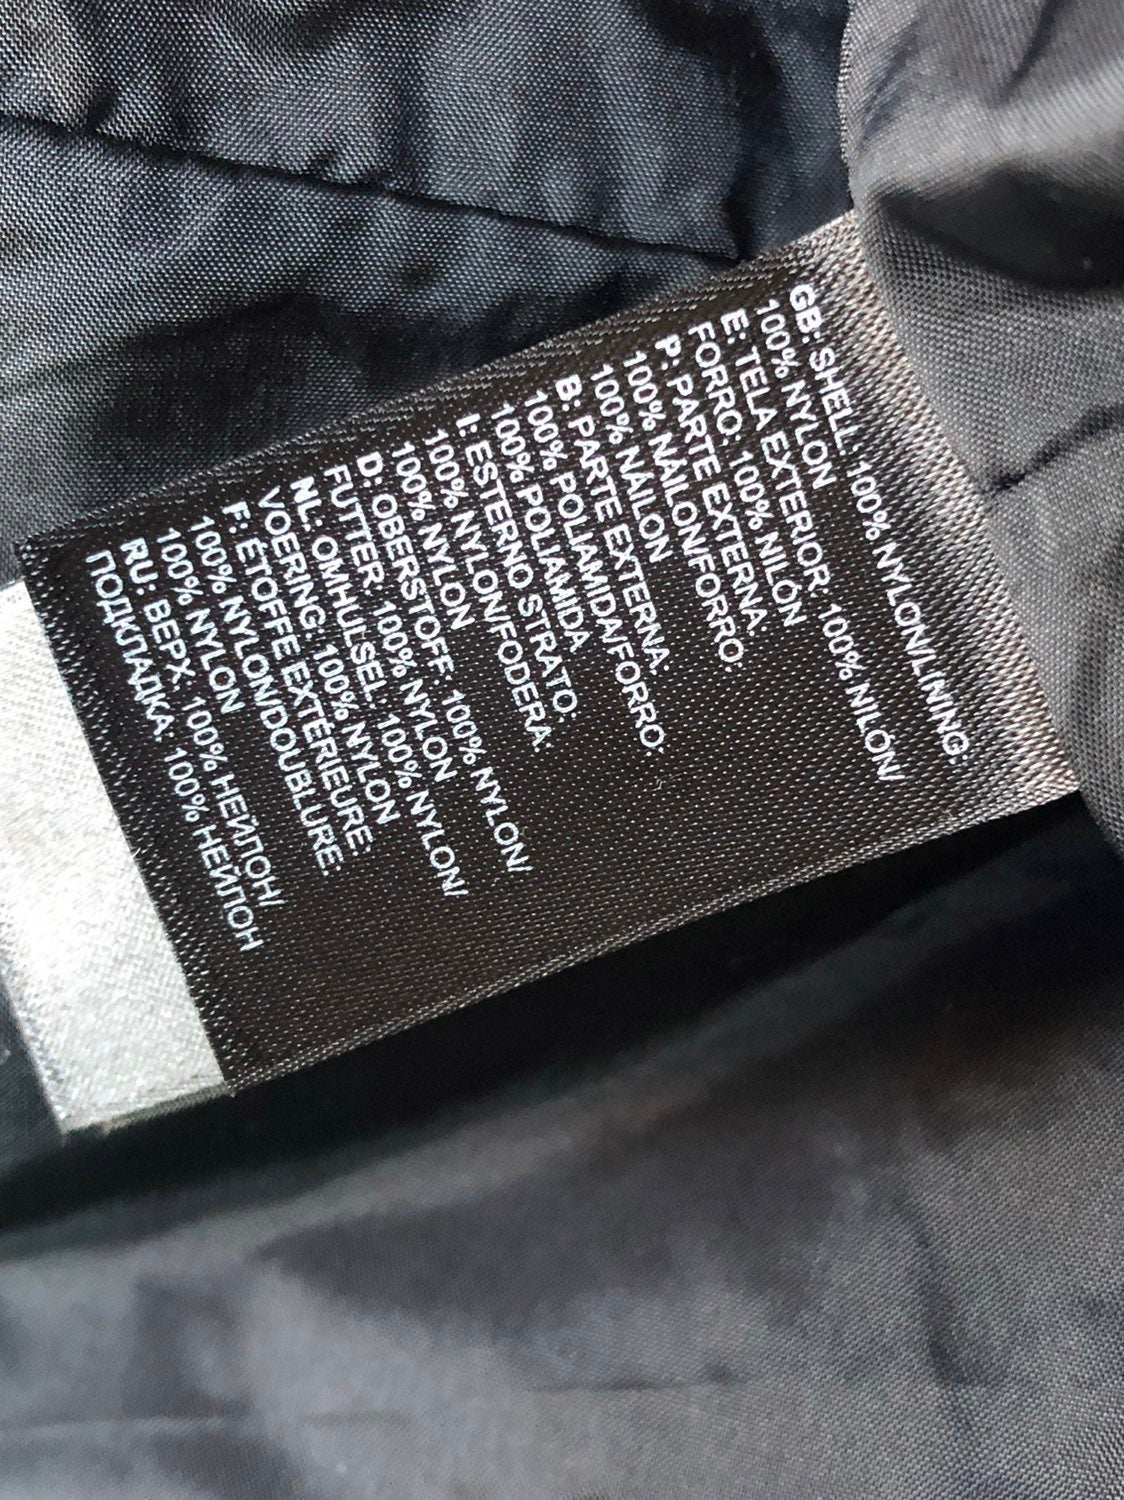 GB: SHELL 100% NYLON/LINING:
100% NYLON
E: TELA EXTERIOR: 100% NILÓN/
FORRO: 100% NILÓN
P: PARTE EXTERNA:
100% NÁILON/FORRO:
100% NÁILON
B: PARTE EXTERNA:
100% POLIAMIDA/FORRO:
100% POLIAMIDA
I: ESTERNO STRATO:
100% NYLON/FODERA:
100% NYLON
D: OBERSTOFF: 100% NYLON/
FUTTER: 100% NYLON
NL: OMHULSEL: 100% NYLON/
VOERING: 100% NYLON
F: ÉTOFFE EXTÉRIEURE:
100% NYLON/DOUBLURE:
100% NYLON
RU: ВЕРХ: 100% НЕЙЛОН/
ПОДКЛАДКА: 100% НЕЙЛОН